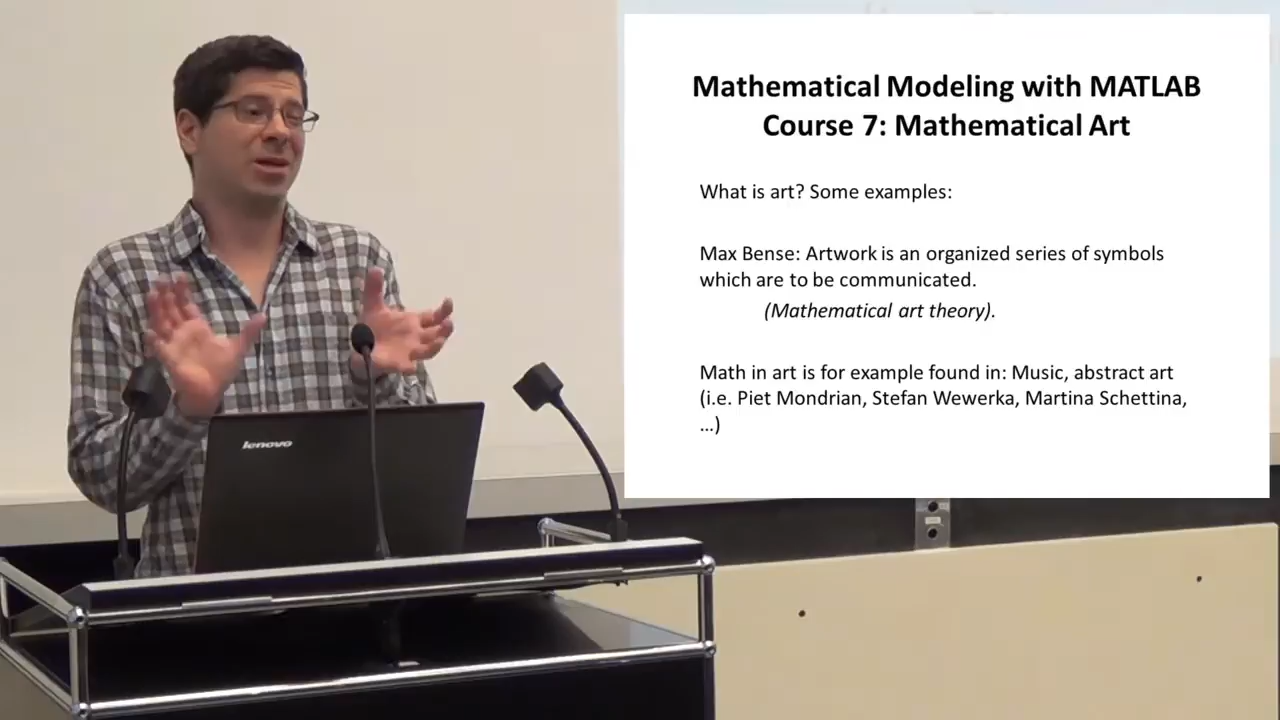 Mathematical Modeling with MATLAB
Course 7: Mathematical Art
What is art? Some examples:
Max Bense: Artwork is an organized series of symbols
which are to be communicated.
(Mathematical art theory).
Math in art is for example found in: Music, abstract art
(i.e. Piet Mondrian, Stefan Wewerka, Martina Schettina,
...)
lenovo